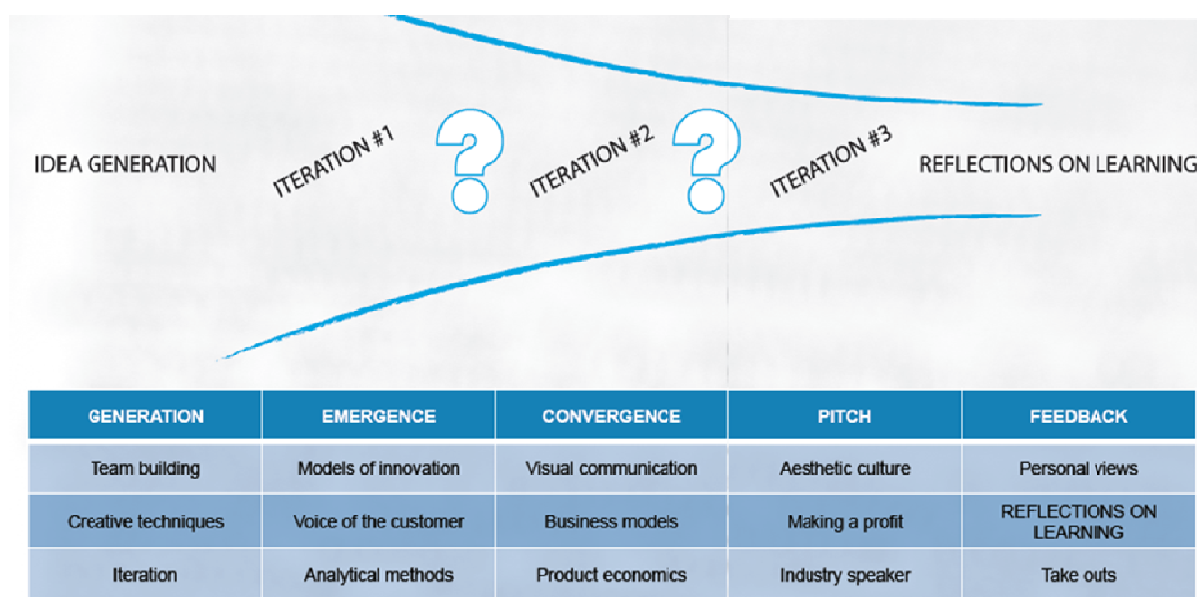 IDEA GENERATION
ITERATION #1
?
ITERATION #2
?
ITERATION #3
REFLECTIONS ON LEARNING
GENERATION EMERGENCE CONVERGENCE PITCH FEEDBACK
Team building Models of innovation Visual communication Aesthetic culture Personal views
Creative techniques Voice of the customer Business models Making a profit REFLECTIONS ON LEARNING
Iteration Analytical methods Product economics Industry speaker Take outs